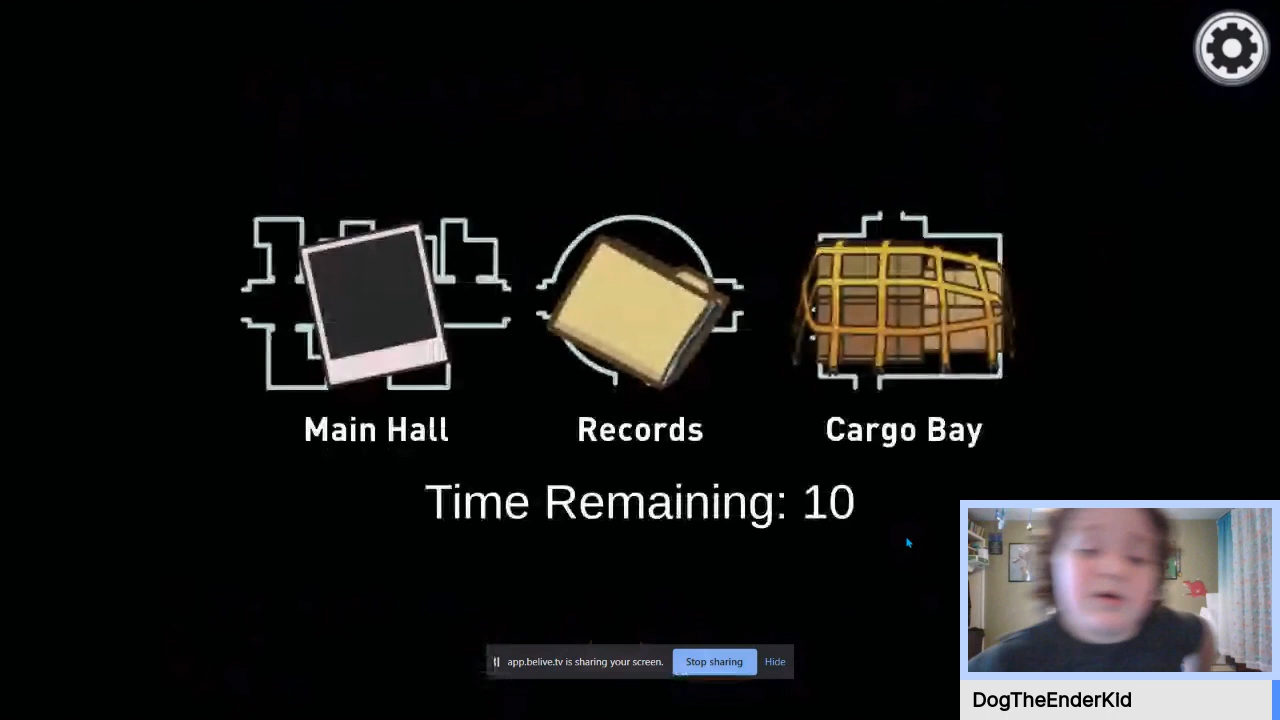 Main Hall
Records
Cargo Bay
Time Remaining: 10
app.belive.tv is sharing your screen.
Stop sharing
Hide
DogTheEnderKid